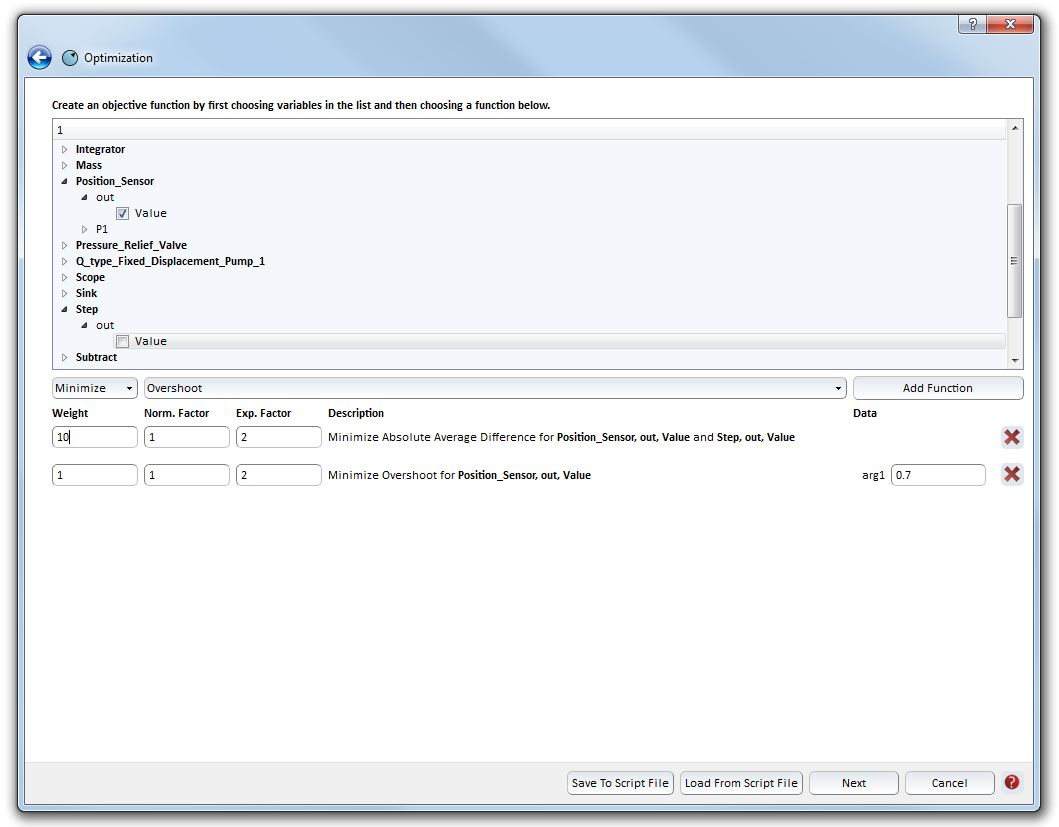 ?
Optimization
Create an objective function by first choosing variables in the list and then choosing a function below.
1
Integrator
Mass
Position_Sensor
out
Value
P1
Pressure_Relief_Valve
Q_type_Fixed_Displacement_Pump_1
Scope
Sink
Step
out
Value
Subtract
Minimize Overshoot Add Function
Weight Norm. Factor Exp. Factor Description Data
10 1 2 Minimize Absolute Average Difference for Position_Sensor, out, Value and Step, out, Value
1 1 2 Minimize Overshoot for Position_Sensor, out, Value arg1 0.7
Save To Script File Load From Script File Next Cancel ?